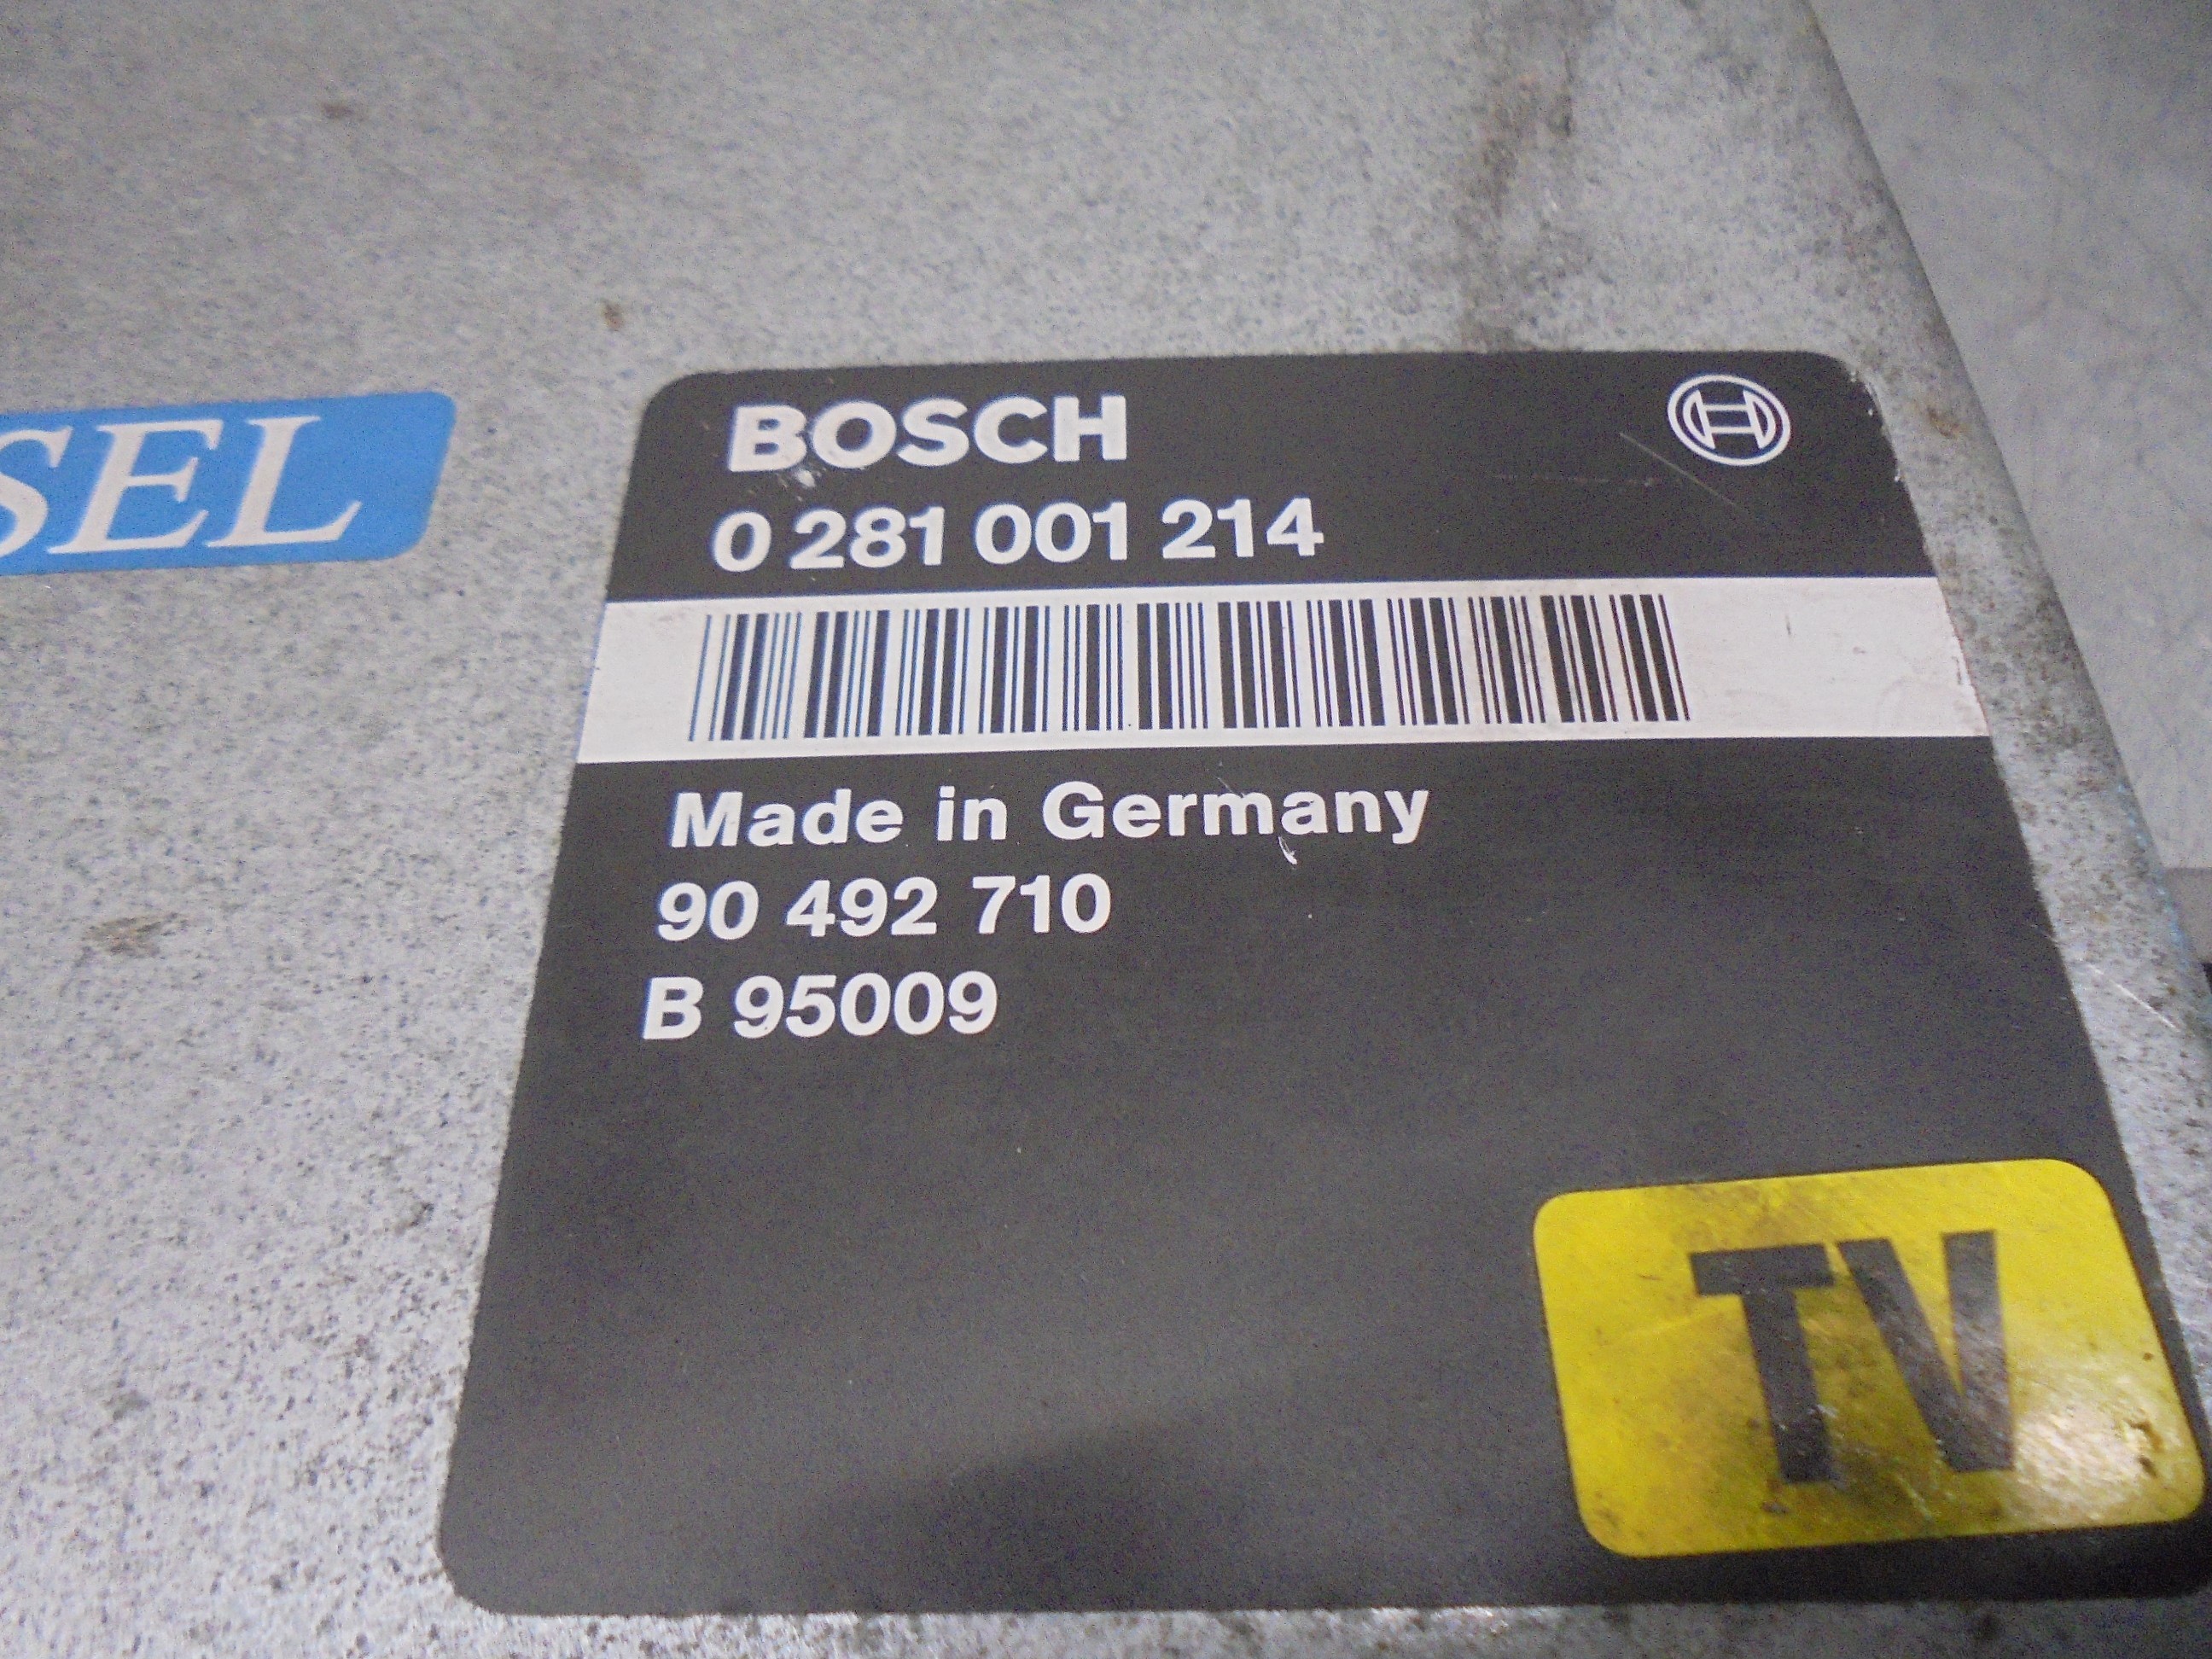 SEL
BOSCH
0 281 001 214
Made in Germany
90 492 710
B 95009
TV